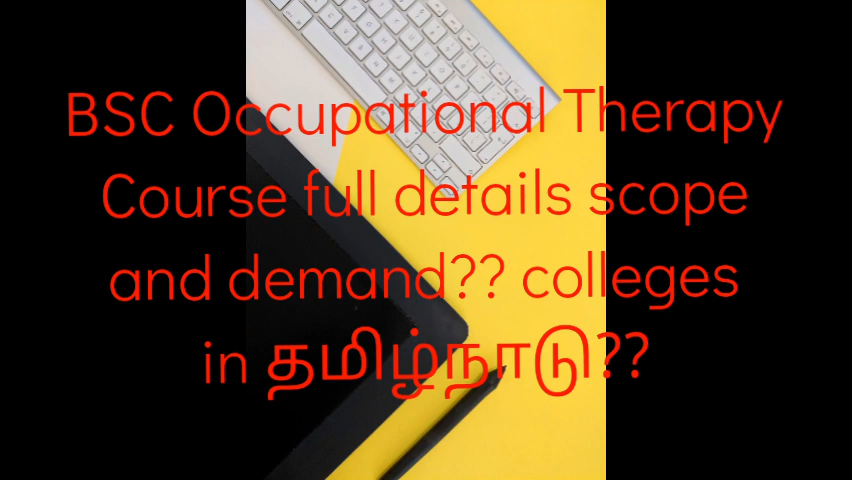 BSC Occupational Therapy
Course full details scope
and demand?? colleges
in தமிழ்நாடு??